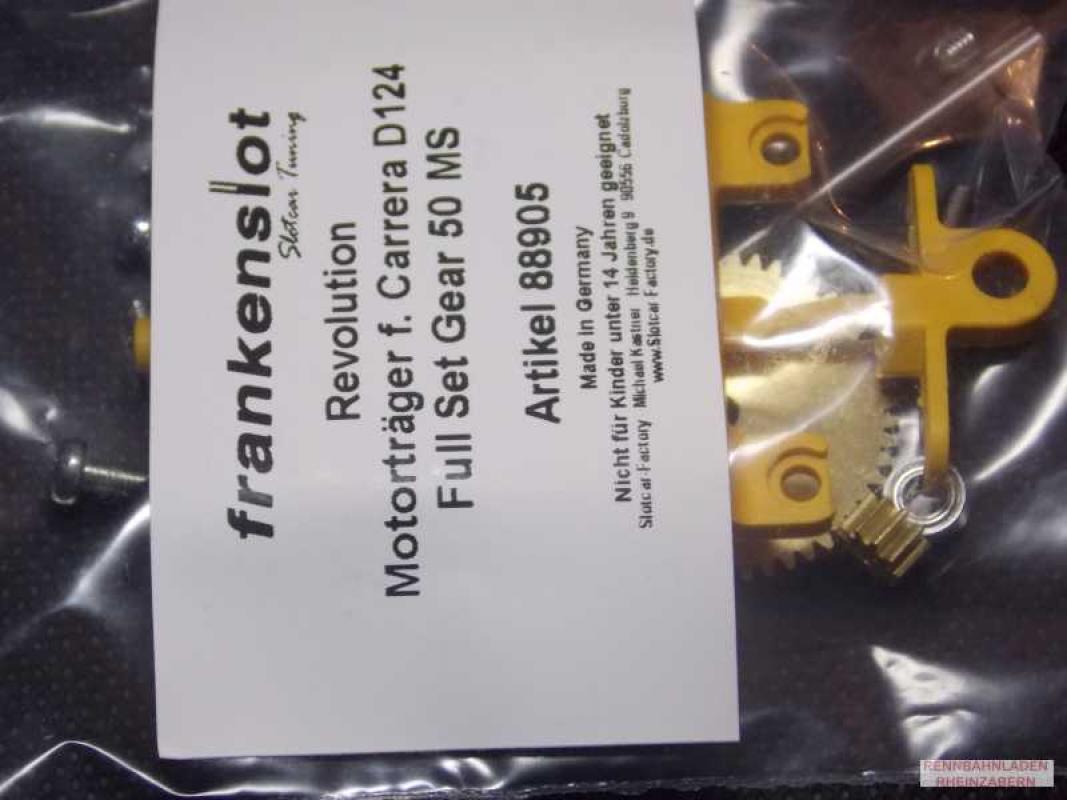 frankenslot
Slotcar Tuning
Revolution
Motorträger f. Carrera D124
Full Set Gear 50 MS
Artikel 88905
Made in Germany
Nicht für Kinder unter 14 Jahren geeignet
Slotcar-Factory Michael Kastner Heidenberg 9 90556 Cadolzburg
www.Slotcar Factory.de
RENNBAHNLADEN
RHEINZABERN